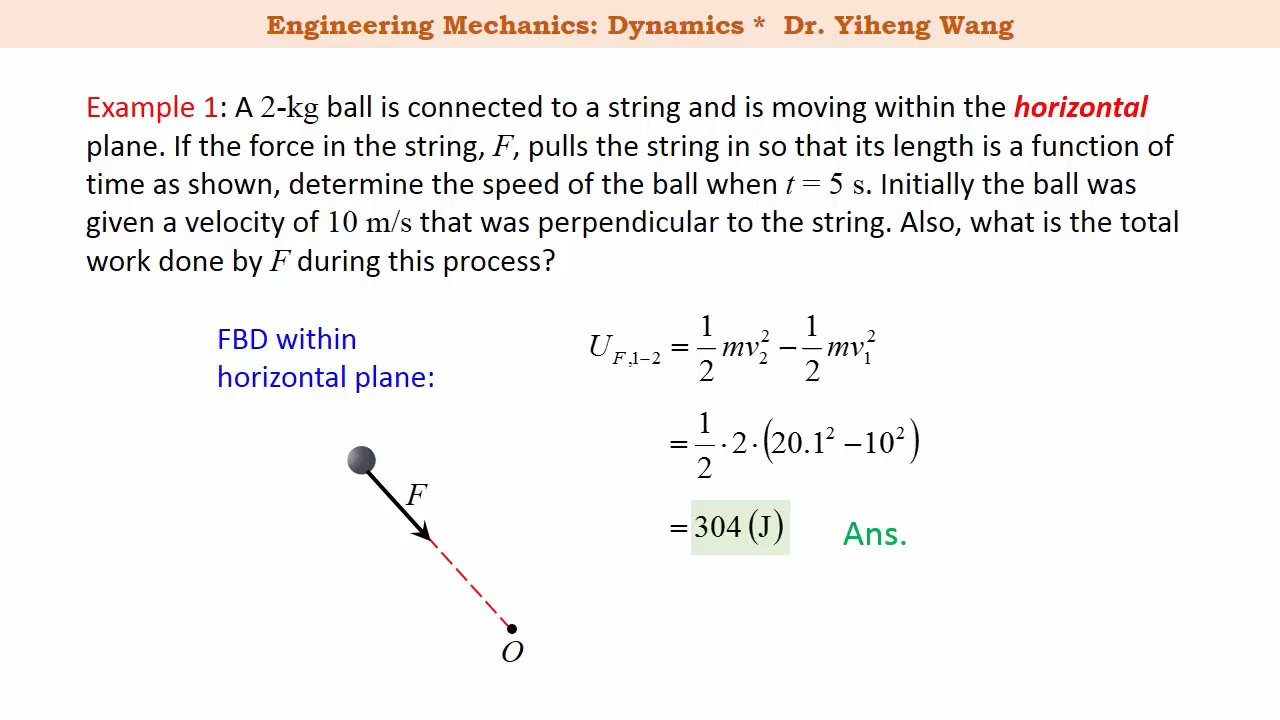 Engineering Mechanics: Dynamics * Dr. Yiheng Wang
Example 1: A 2-kg ball is connected to a string and is moving within the horizontal
plane. If the force in the string, F, pulls the string in so that its length is a function of
time as shown, determine the speed of the ball when t = 5 s. Initially the ball was
given a velocity of 10 m/s that was perpendicular to the string. Also, what is the total
work done by F during this process?
FBD within
horizontal plane:
F
O
U_{F,1−2} = \frac{1}{2} mv_2^2 − \frac{1}{2} mv_1^2
= \frac{1}{2} · 2 · (20.1^2 − 10^2)
= 304 (J) Ans.